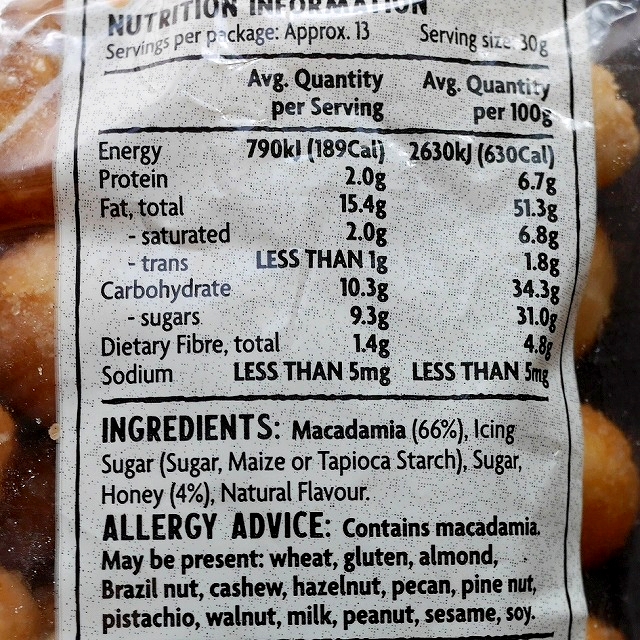 NUTRITION INFORMATION
Servings per package: Approx. 13 Serving size: 30g
Avg. Quantity Avg. Quantity
per Serving per 100g
Energy 790kJ (189Cal) 2630kJ (630Cal)
Protein 2.0g 6.7g
Fat, total 15.4g 51.3g
- saturated 2.0g 6.8g
- trans LESS THAN 1g 1.8g
Carbohydrate 10.3g 34.3g
- sugars 9.3g 31.0g
Dietary Fibre, total 1.4g 4.8g
Sodium LESS THAN 5mg LESS THAN 5mg
INGREDIENTS: Macadamia (66%), Icing
Sugar (Sugar, Maize or Tapioca Starch), Sugar,
Honey (4%), Natural Flavour.
ALLERGY ADVICE: Contains macadamia.
May be present: wheat, gluten, almond,
Brazil nut, cashew, hazelnut, pecan, pine nut,
pistachio, walnut, milk, peanut, sesame, soy.